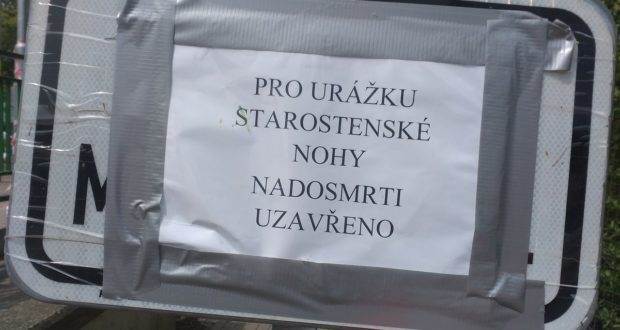 PRO URÁŽKU
STAROSTENSKÉ
NOHY
NADOSMRTI
UZAVŘENO
M